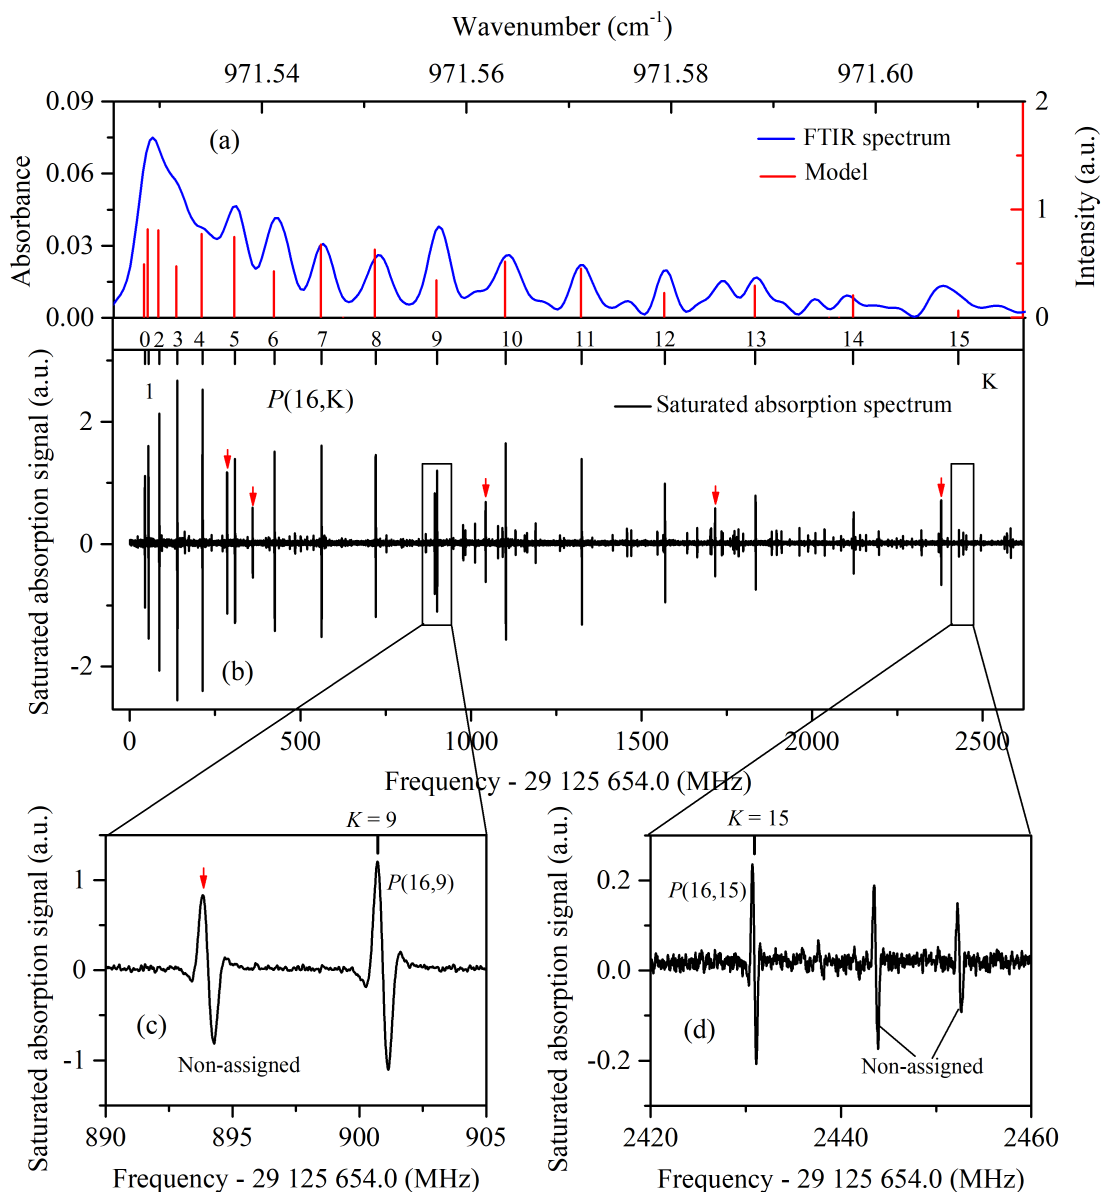 Wavenumber (cm-1)
971.54 971.56 971.58 971.60
0.09 2
(a)
FTIR spectrum
Model
0.06
0.03 1
0.00 0
Absorbance
Intensity (a.u.)
0 2 3 4 5 6 7 8 9 10 11 12 13 14 15
1
K
P(16,K)
Saturated absorption spectrum
2
0
-2
(b)
Saturated absorption signal (a.u.)
0 500 1000 1500 2000 2500
Frequency - 29 125 654.0 (MHz)
K = 9
P(16,9)
1
0
-1
(c)
Non-assigned
Saturated absorption signal (a.u.)
890 895 900 905
Frequency - 29 125 654.0 (MHz)
K = 15
P(16,15)
0.2
0.0
-0.2
(d)
Non-assigned
Saturated absorption signal (a.u.)
2420 2440 2460
Frequency - 29 125 654.0 (MHz)